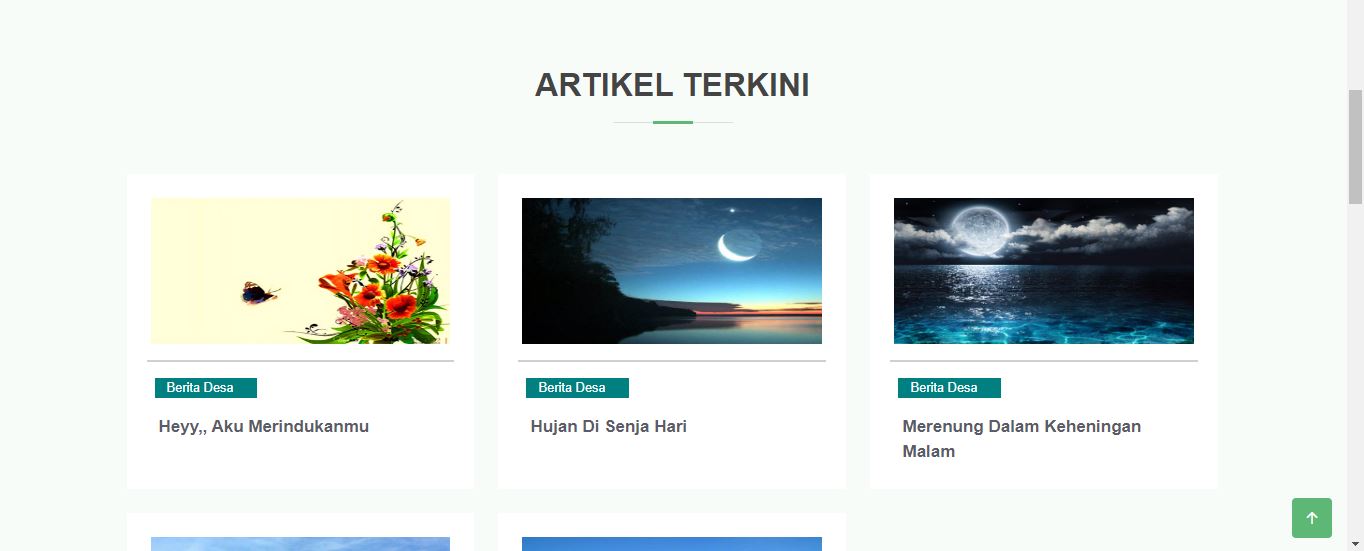 ARTIKEL TERKINI
Berita Desa
Heyy,, Aku Merindukanmu
Berita Desa
Hujan Di Senja Hari
Berita Desa
Merenung Dalam Keheningan
Malam